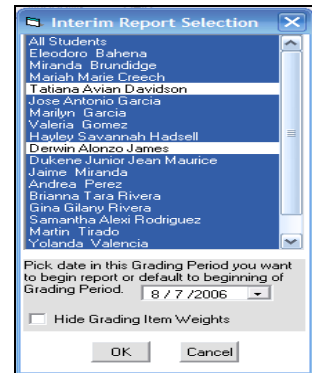 Interim Report Selection
All Students
Eleodoro Bahena
Miranda Brundidge
Mariah Marie Creech
Tatiana Avian Davidson
Jose Antonio Garcia
Marilyn Garcia
Valeria Gomez
Hayley Savannah Hadsell
Derwin Alonzo James
Dukene Junior Jean Maurice
Jaime Miranda
Andrea Perez
Brianna Tara Rivera
Gina Gilany Rivera
Samantha Alexi Rodriguez
Martin Tirado
Yolanda Valencia
Pick date in this Grading Period you want
to begin report or default to beginning of
Grading Period. 8 / 7 /2006
Hide Grading Item Weights
OK Cancel